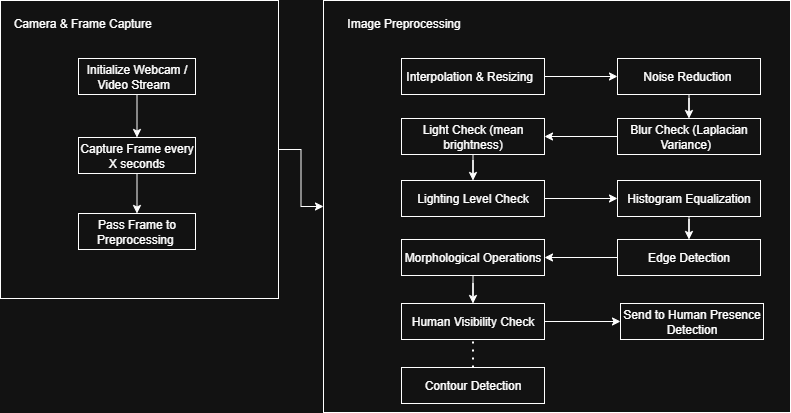 Camera & Frame Capture
Initialize Webcam /
Video Stream
Capture Frame every
X seconds
Pass Frame to
Preprocessing
Image Preprocessing
Interpolation & Resizing
Noise Reduction
Light Check (mean
brightness)
Blur Check (Laplacian
Variance)
Lighting Level Check
Histogram Equalization
Morphological Operations
Edge Detection
Human Visibility Check
Send to Human Presence
Detection
Contour Detection